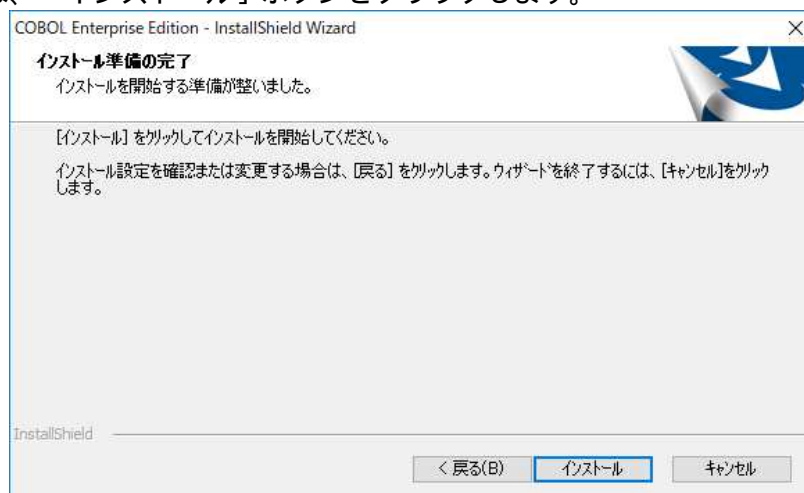 インストール」ボタンをクリックします。
COBOL Enterprise Edition - InstallShield Wizard
インストール準備の完了
インストールを開始する準備が整いました。
[インストール] をクリックしてインストールを開始してください。
インストール設定を確認または変更する場合は、[戻る] をクリックします。ウィザードを終了するには、[キャンセル]をクリック
します。
InstallShield
< 戻る(B)
インストール
キャンセル